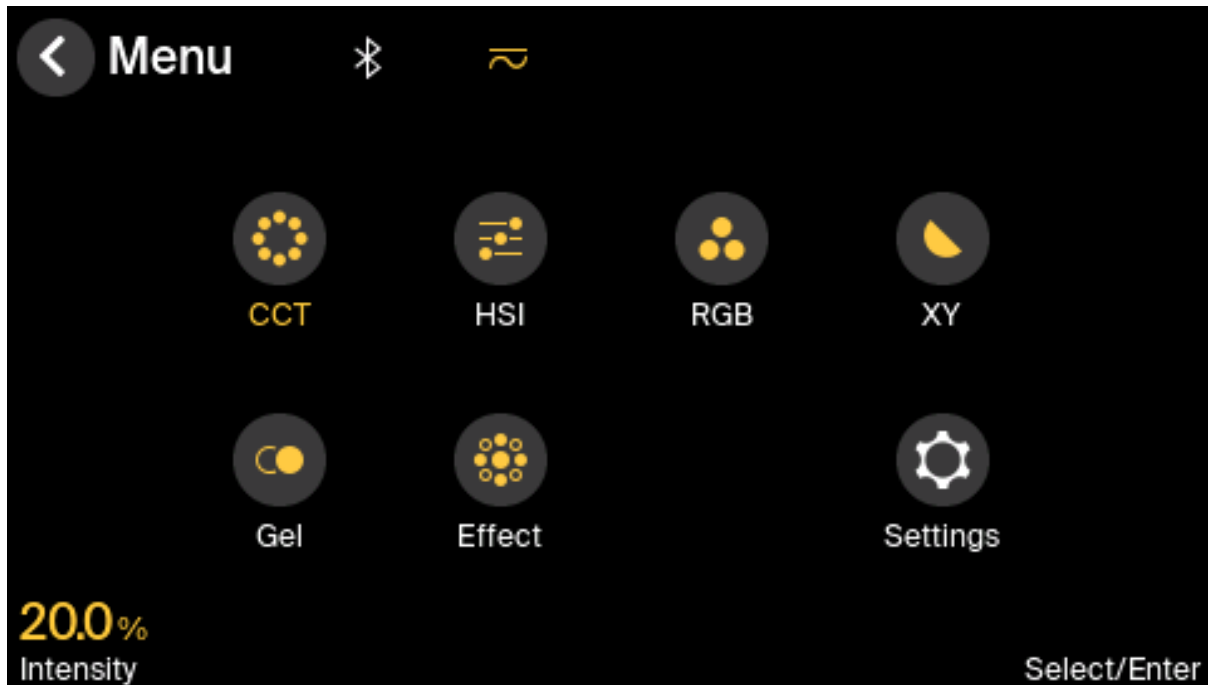 Menu
CCT HSI RGB XY
Gel Effect Settings
20.0%
Intensity Select/Enter